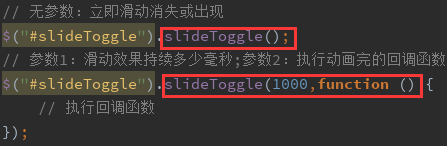 // 无参数：立即滑动消失或出现
$("#slideToggle").slideToggle();
// 参数1：滑动效果持续多少毫秒;参数2：执行动画完的回调函数
$("#slideToggle").slideToggle(1000,function () {
// 执行回调函数
});